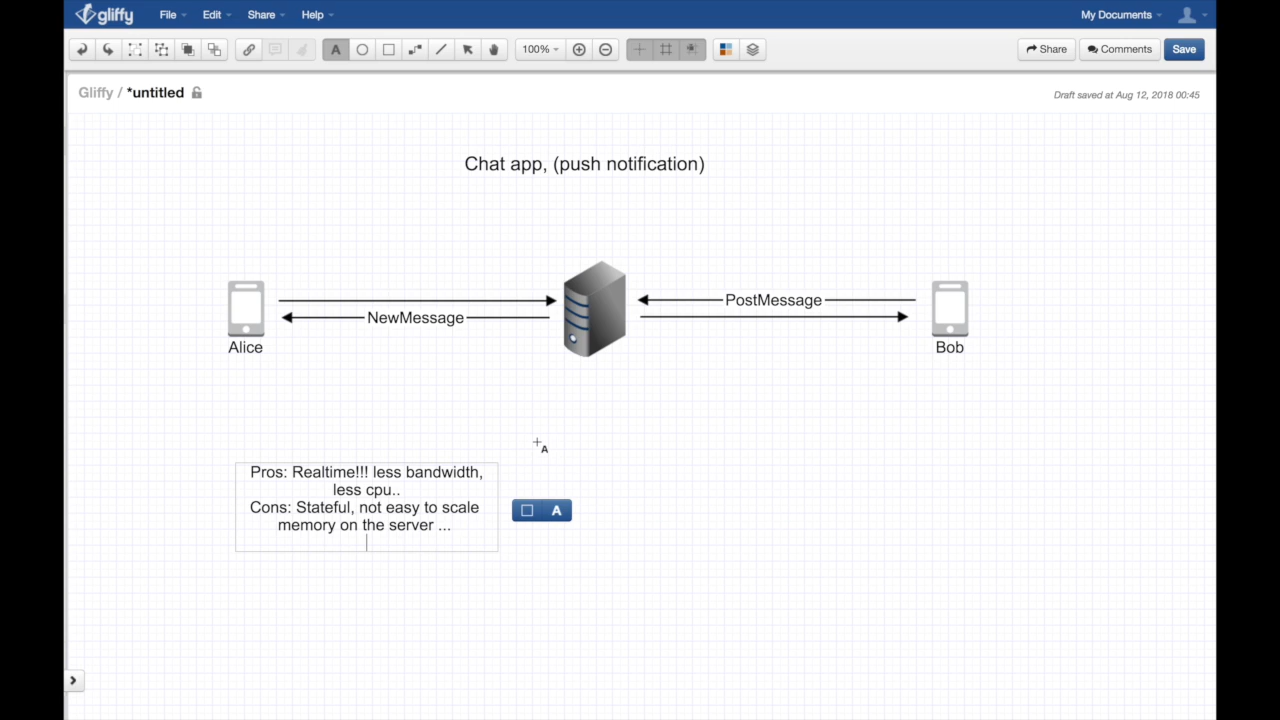 gliffy File Edit Share Help My Documents
A 100% Share Comments Save
Gliffy / *untitled
Draft saved at Aug 12, 2018 00:45
Chat app, (push notification)
PostMessage
NewMessage
Alice
Bob
A
Pros: Realtime!!! less bandwidth,
less cpu..
Cons: Stateful, not easy to scale
memory on the server ...
A